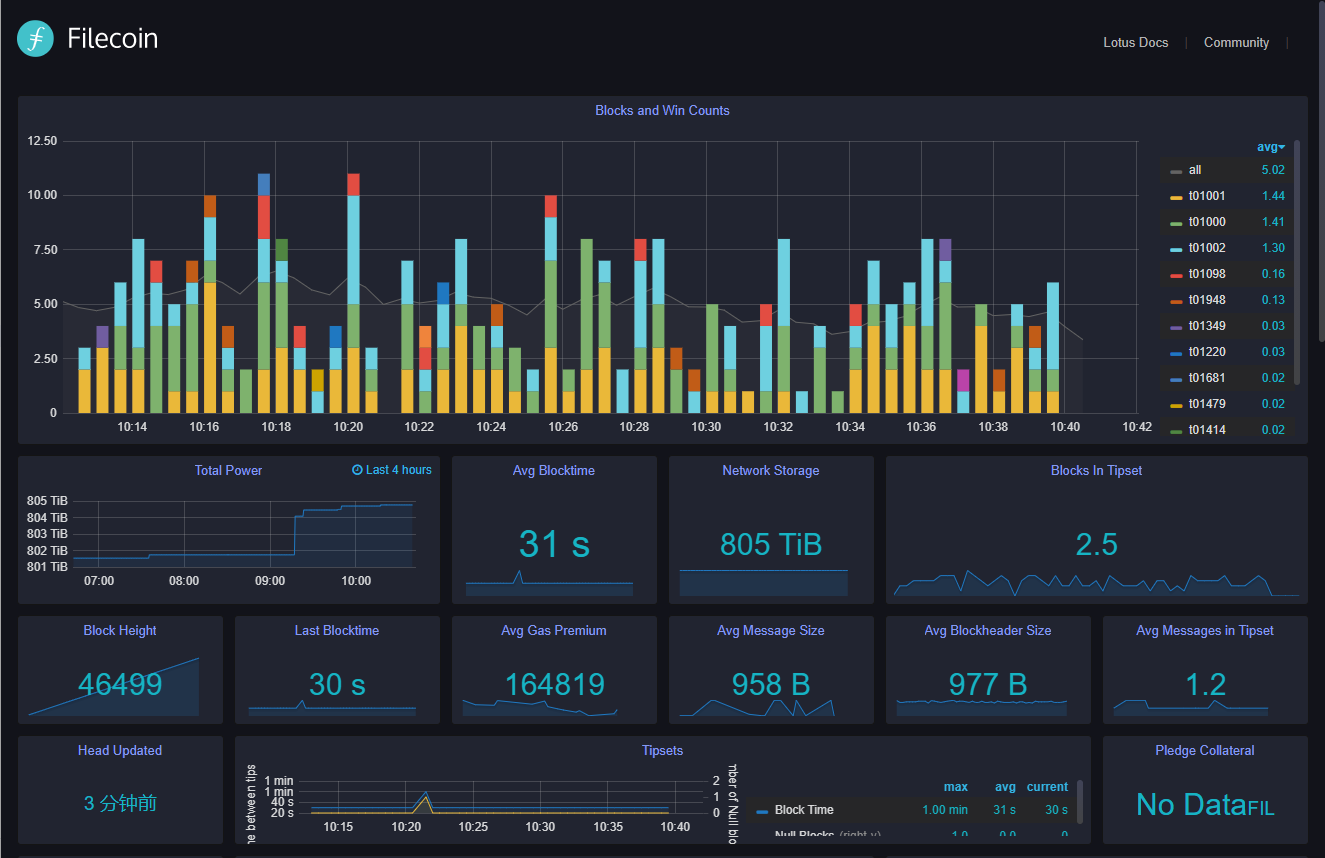 Filecoin
Lotus Docs | Community |
Blocks and Win Counts
12.50
10.00
7.50
5.00
2.50
0
10:14 10:16 10:18 10:20 10:22 10:24 10:26 10:28 10:30 10:32 10:34 10:36 10:38 10:40 10:42
avg
all 5.02
t01001 1.44
t01000 1.41
t01002 1.30
t01098 0.16
t01948 0.13
t01349 0.03
t01220 0.03
t01681 0.02
t01479 0.02
t01414 0.02
Total Power
Last 4 hours
805 TiB
804 TiB
803 TiB
802 TiB
801 TiB
07:00 08:00 09:00 10:00
Avg Blocktime
31 s
Network Storage
805 TiB
Blocks In Tipset
2.5
Block Height
46499
Last Blocktime
30 s
Avg Gas Premium
164819
Avg Message Size
958 B
Avg Blockheader Size
977 B
Avg Messages in Tipset
1.2
Head Updated
3 分钟前
Tipsets
ne between tips
1 min
1 min
40 s
20 s
10:15 10:20 10:25 10:30 10:35 10:40
2
1
0
of Null blo
max avg current
Block Time 1.00 min 31 s 30 s
Null Blocks (right-y) 1.0 0.0 0
Pledge Collateral
No DataFIL